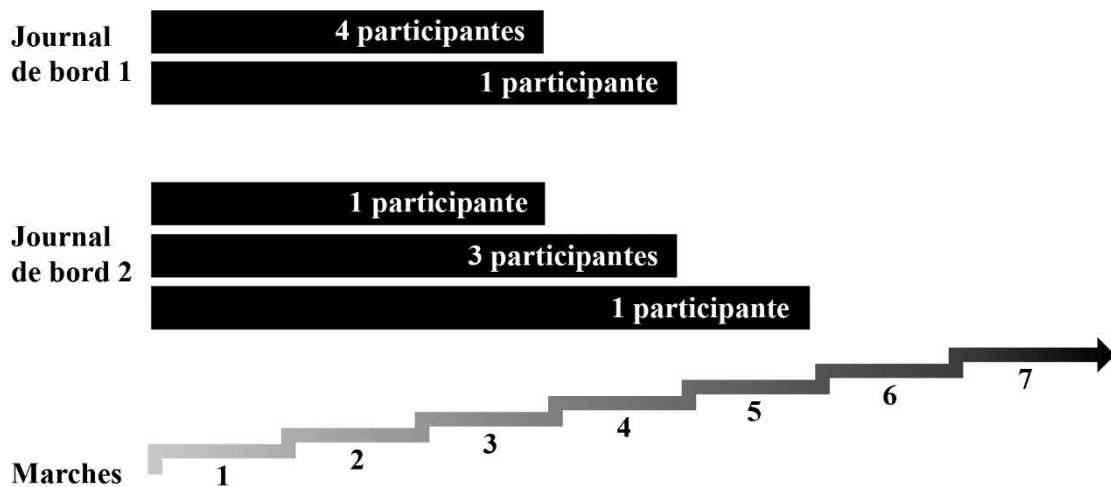 Journal
de bord 1
4 participantes
1 participante
Journal
de bord 2
1 participante
3 participantes
1 participante
Marches
1
2
3
4
5
6
7